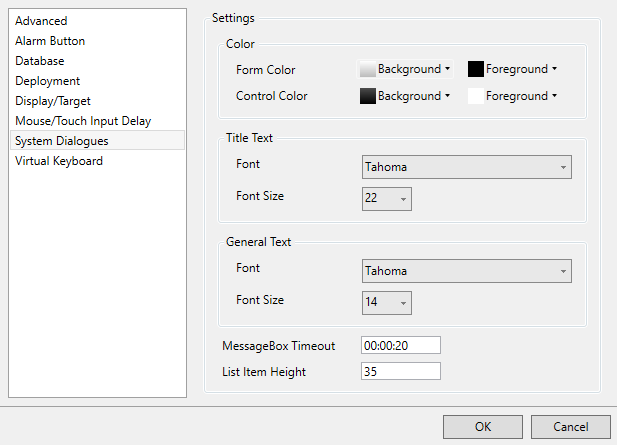 Advanced
Alarm Button
Database
Deployment
Display/Target
Mouse/Touch Input Delay
System Dialogues
Virtual Keyboard
Settings
Color
Form Color Background Foreground
Control Color Background Foreground
Title Text
Font Tahoma
Font Size 22
General Text
Font Tahoma
Font Size 14
MessageBox Timeout 00:00:20
List Item Height 35
OK Cancel